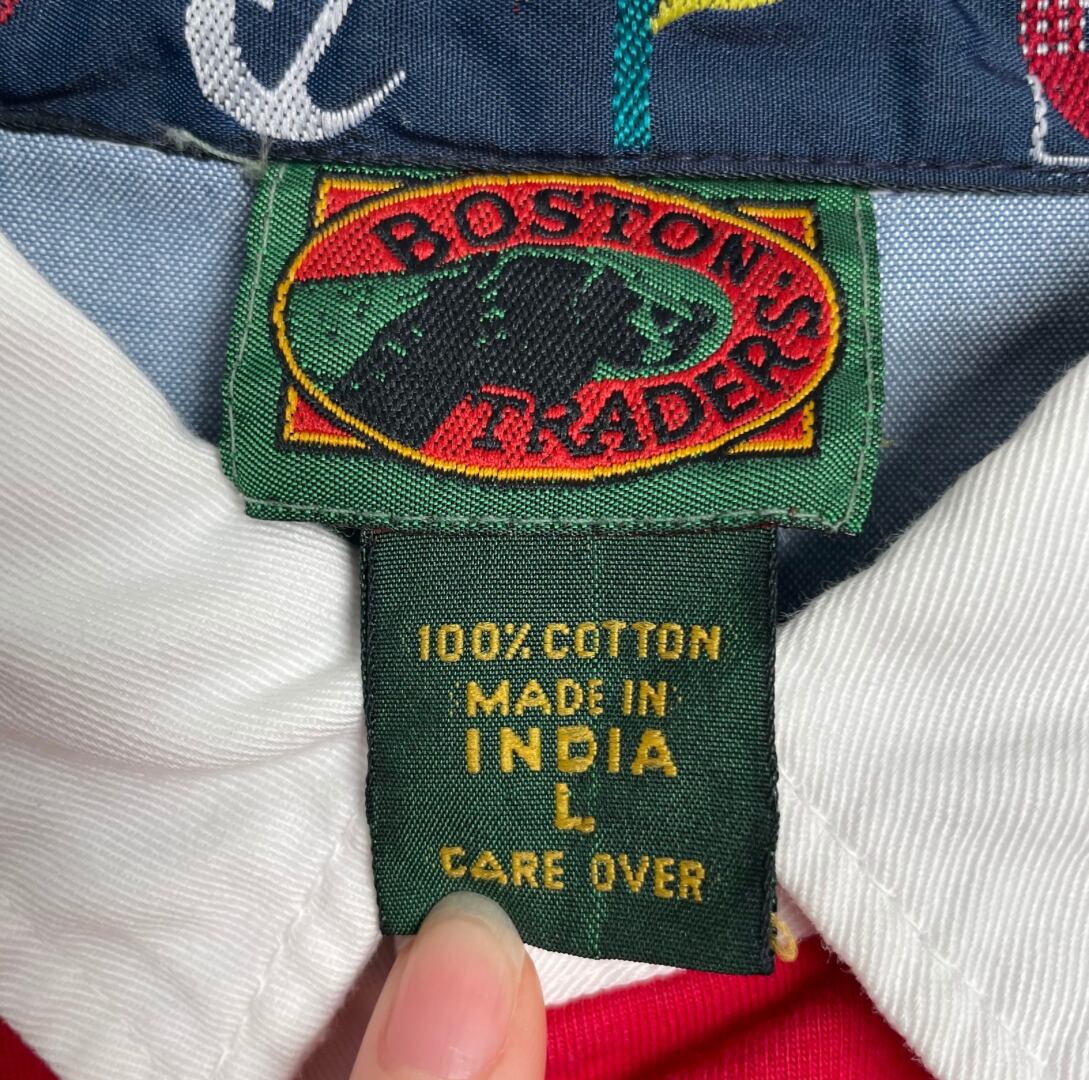 BOSTON'S
TRADERS
100% COTTON
MADE IN
INDIA
L
CARE OVER